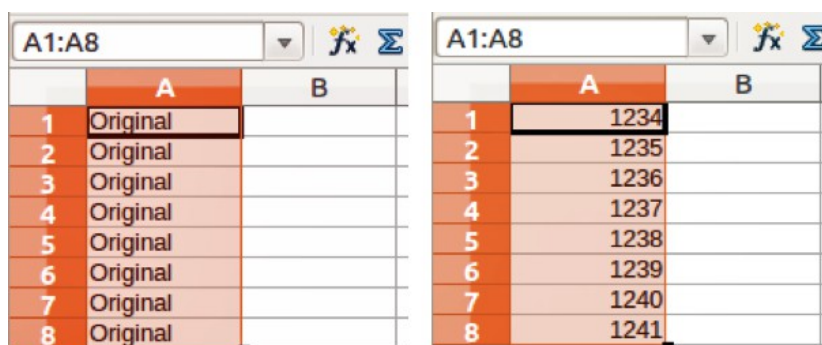 A1:A8
A B
1 Original
2 Original
3 Original
4 Original
5 Original
6 Original
7 Original
8 Original
A1:A8
A B
1 1234
2 1235
3 1236
4 1237
5 1238
6 1239
7 1240
8 1241